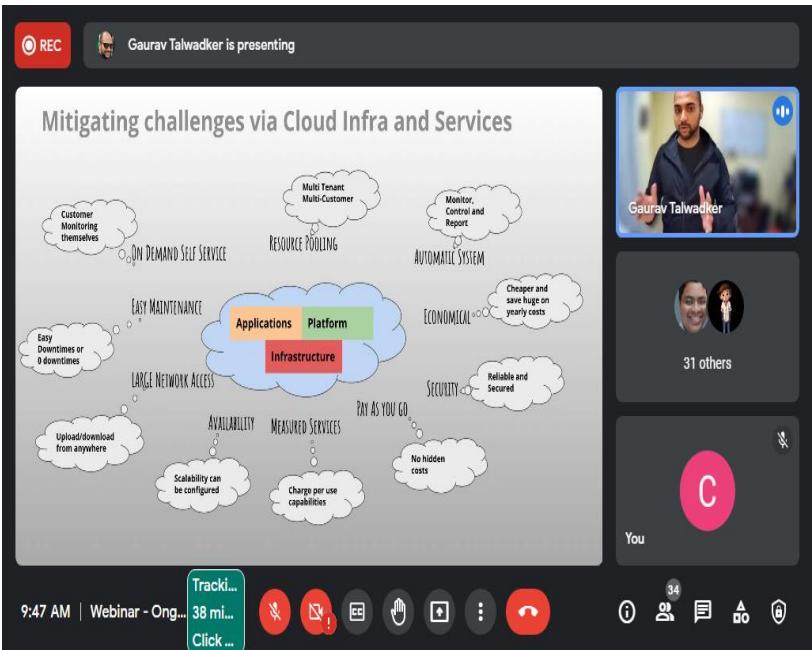 REC
Gaurav Talwadker is presenting
Mitigating challenges via Cloud Infra and Services
Multi Tenant
Multi-Customer
Customer
Monitoring
themselves
Monitor,
Control and
Report
ON DEMAND SELF SERVICE
RESOURCE POOLING
AUTOMATIC SYSTEM
Cheaper and
save huge on
yearly costs
EASY MAINTENANCE
ECONOMICAL
Applications
Platform
Infrastructure
Easy
Downtimes or
0 downtimes
LARGE NETWORK ACCESS
SECURITY
Reliable and
Secured
AVAILABILITY
MEASURED SERVICES
PAY AS YOU GO
Upload/download
from anywhere
Scalability can
be configured
Charge per use
capabilities
No hidden
costs
Gaurav Talwadker
31 others
C
You
9:47 AM | Webinar - Ong...
Tracki...
38 mi...
Click ...
CC
34